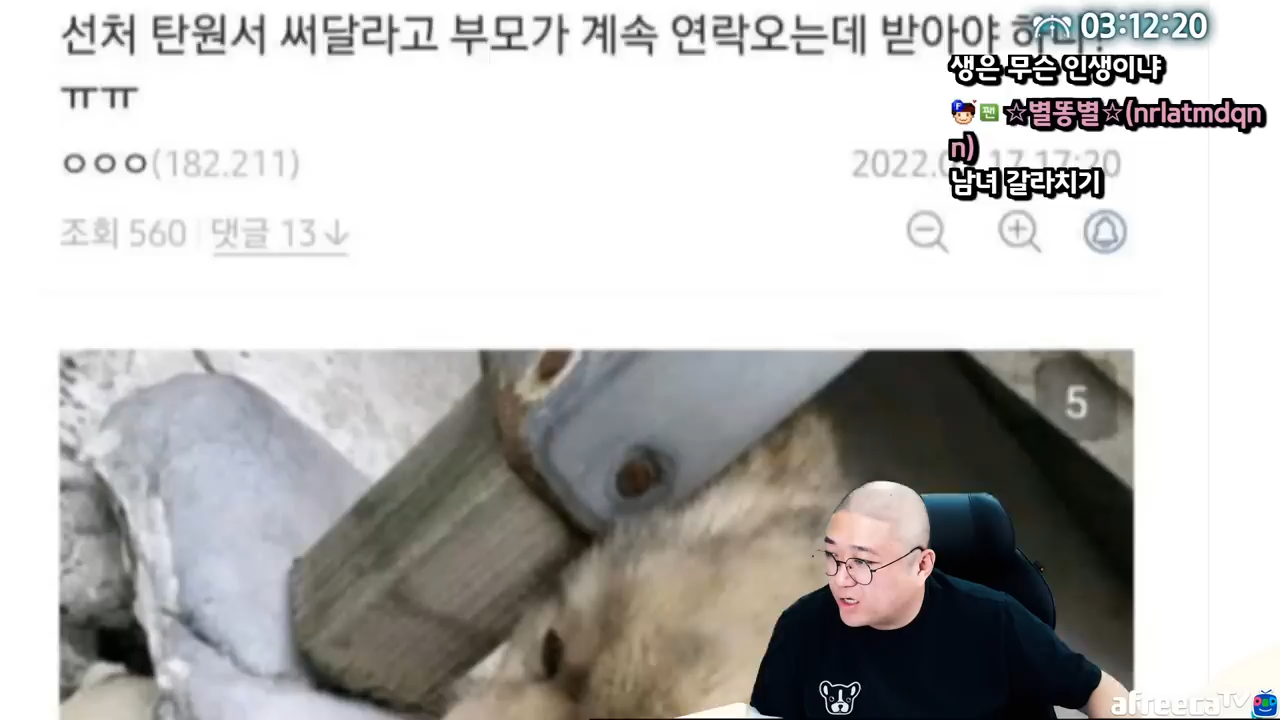 선처 탄원서 써달라고 부모가 계속 연락오는데 받아야
ㅠㅠ
ㅇㅇㅇ(182.211)
2022. 17 17:20
조회 560 댓글 13↓
5
03:12:20
생은 무슨 인생이냐
F 팬 ☆별똥별☆(nrlatmdqn
n)
남녀 갈라치기
afreecaTV